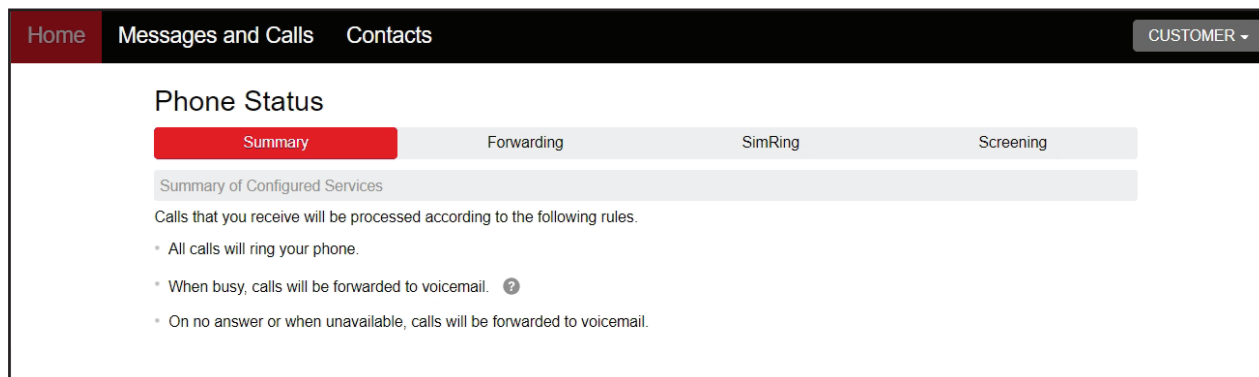 Home Messages and Calls Contacts CUSTOMER
Phone Status
Summary Forwarding SimRing Screening
Summary of Configured Services
Calls that you receive will be processed according to the following rules.
All calls will ring your phone.
When busy, calls will be forwarded to voicemail. ?
On no answer or when unavailable, calls will be forwarded to voicemail.